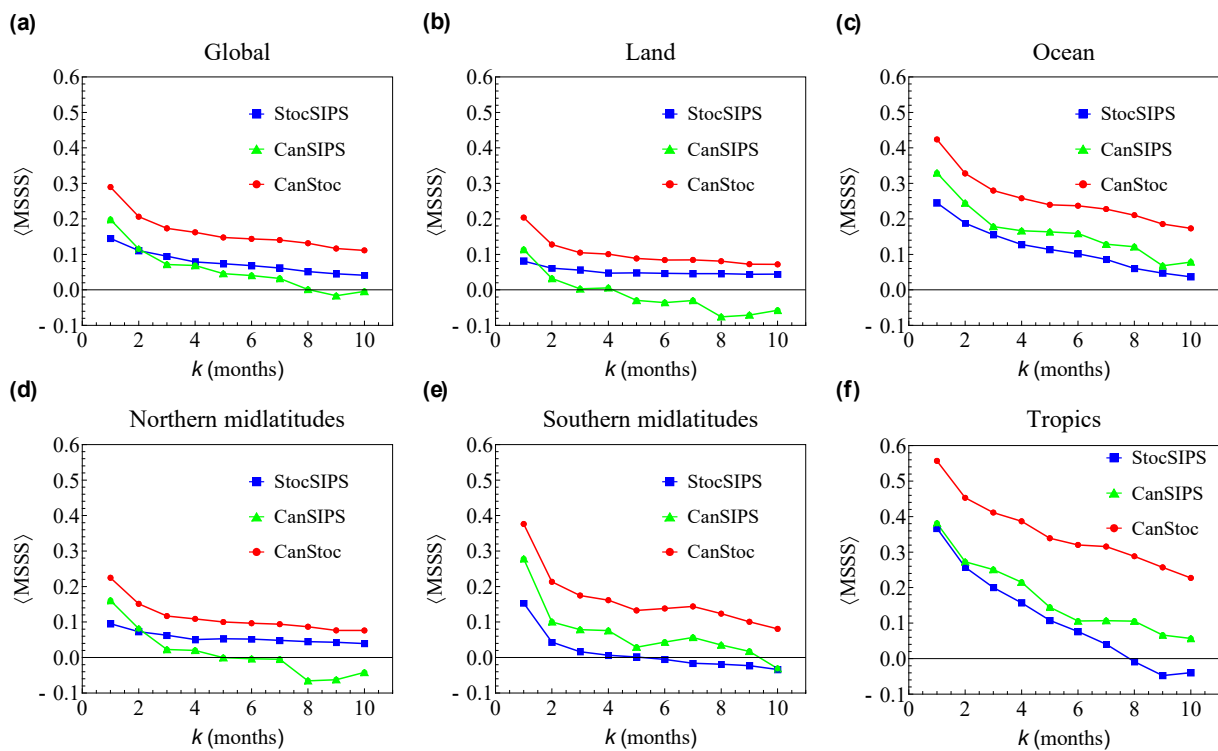 (a)
Global
⟨MSSS⟩
0.6
0.5
0.4
0.3
0.2
0.1
0.0
- 0.1
StocSIPS
CanSIPS
CanStoc
0 2 4 6 8 10
k (months)
(b)
Land
⟨MSSS⟩
0.6
0.5
0.4
0.3
0.2
0.1
0.0
- 0.1
StocSIPS
CanSIPS
CanStoc
0 2 4 6 8 10
k (months)
(c)
Ocean
⟨MSSS⟩
0.6
0.5
0.4
0.3
0.2
0.1
0.0
- 0.1
StocSIPS
CanSIPS
CanStoc
0 2 4 6 8 10
k (months)
(d)
Northern midlatitudes
⟨MSSS⟩
0.6
0.5
0.4
0.3
0.2
0.1
0.0
- 0.1
StocSIPS
CanSIPS
CanStoc
0 2 4 6 8 10
k (months)
(e)
Southern midlatitudes
⟨MSSS⟩
0.6
0.5
0.4
0.3
0.2
0.1
0.0
- 0.1
StocSIPS
CanSIPS
CanStoc
0 2 4 6 8 10
k (months)
(f)
Tropics
⟨MSSS⟩
0.6
0.5
0.4
0.3
0.2
0.1
0.0
- 0.1
StocSIPS
CanSIPS
CanStoc
0 2 4 6 8 10
k (months)